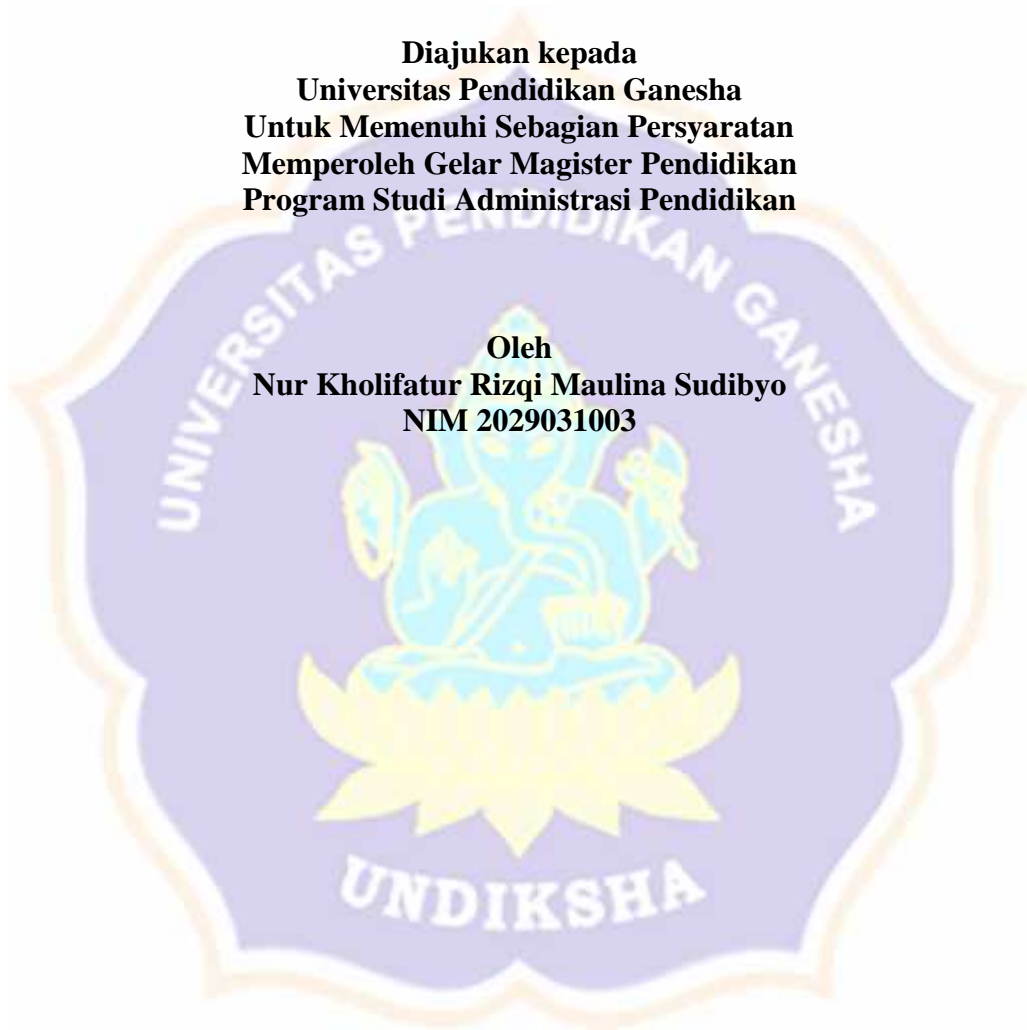 Diajukan kepada
Universitas Pendidikan Ganesha
Untuk Memenuhi Sebagian Persyaratan
Memperoleh Gelar Magister Pendidikan
Program Studi Administrasi Pendidikan
UNIVERSITAS PENDIDIKAN GANESHA
Oleh
Nur Kholifatur Rizqi Maulina Sudibyo
NIM 2029031003
UNDIKSHA